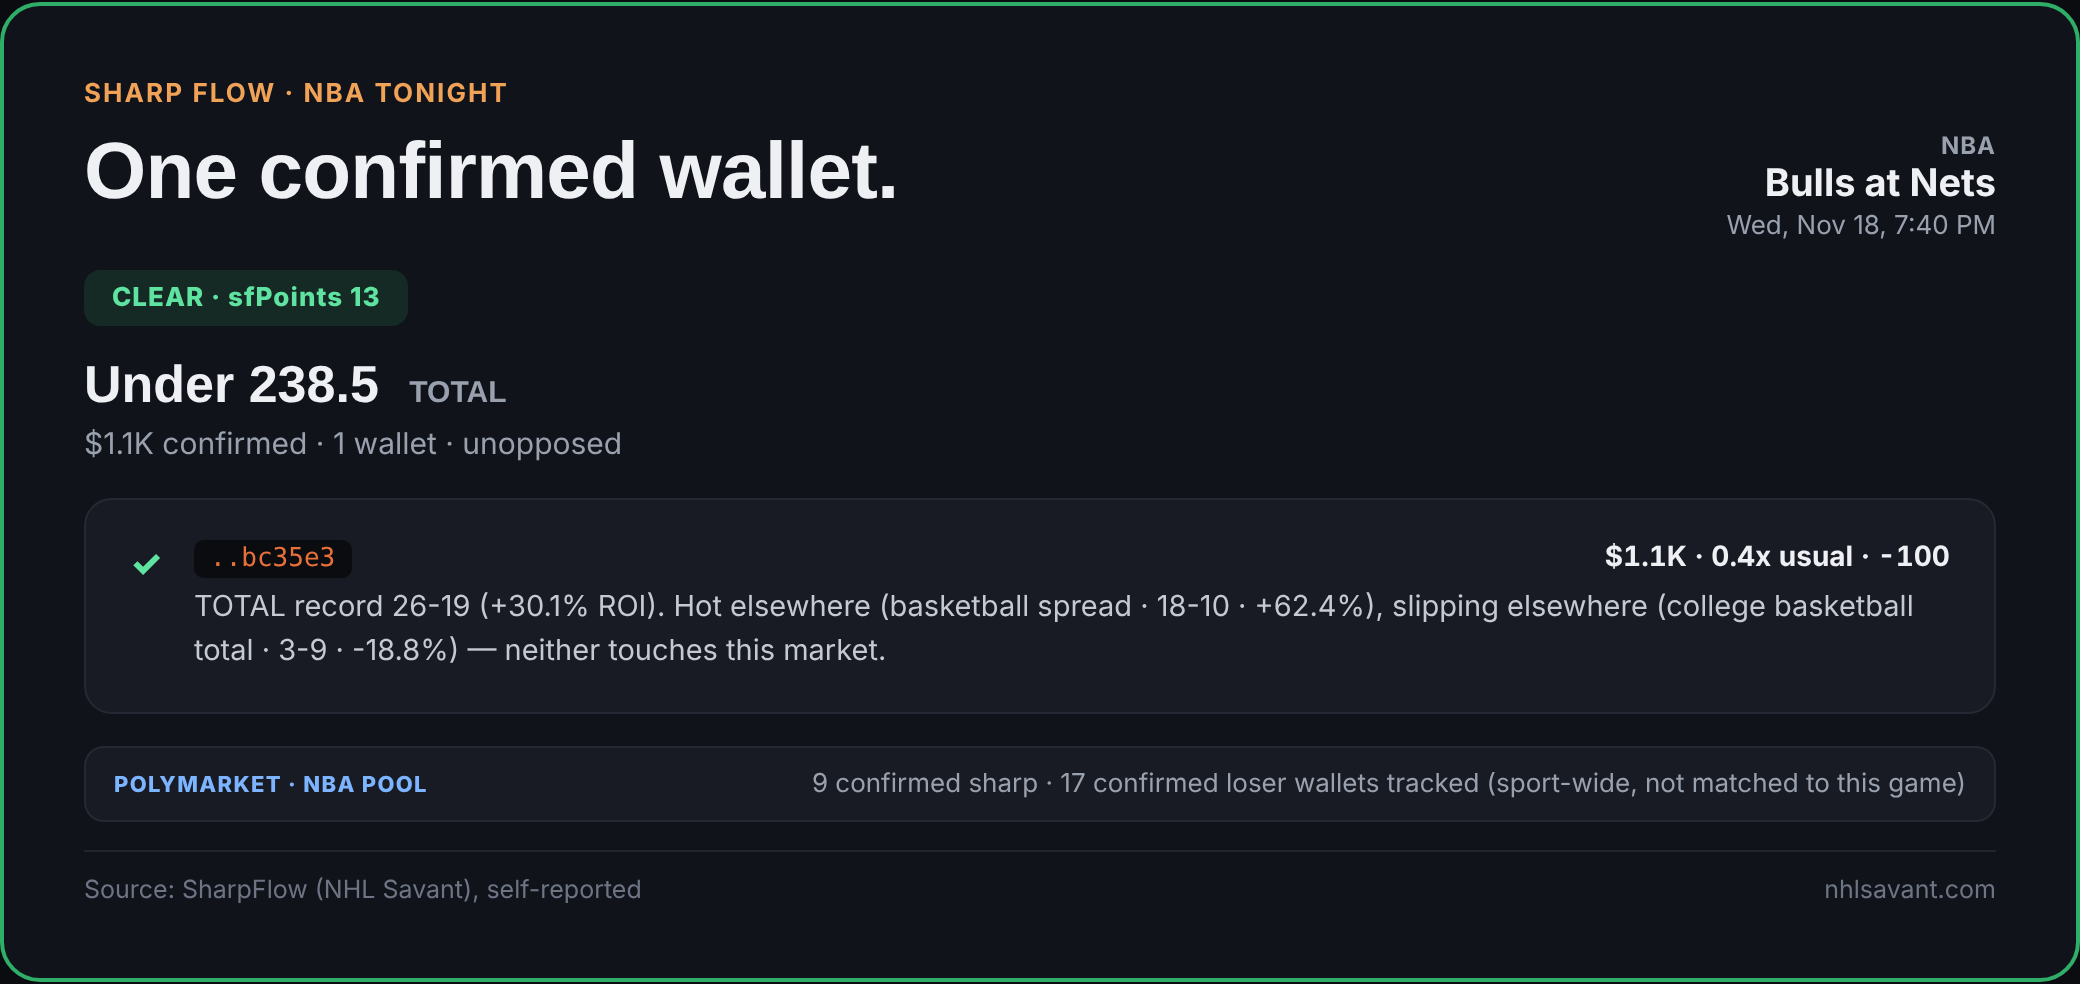 SHARP FLOW · NBA TONIGHT
One confirmed wallet.
NBA
Bulls at Nets
Wed, Nov 18, 7:40 PM
CLEAR · sfPoints 13
Under 238.5 TOTAL
$1.1K confirmed · 1 wallet · unopposed
..bc35e3
$1.1K · 0.4x usual · -100
TOTAL record 26-19 (+30.1% ROI). Hot elsewhere (basketball spread · 18-10 · +62.4%), slipping elsewhere (college basketball
total · 3-9 · -18.8%) — neither touches this market.
POLYMARKET · NBA POOL
9 confirmed sharp · 17 confirmed loser wallets tracked (sport-wide, not matched to this game)
Source: SharpFlow (NHL Savant), self-reported
nhlsavant.com